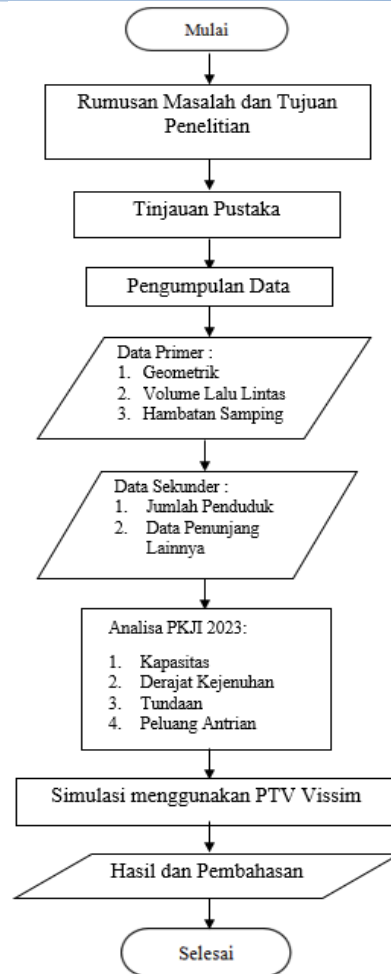 Mulai
Rumusan Masalah dan Tujuan
Penelitian
Tinjauan Pustaka
Pengumpulan Data
Data Primer :
1. Geometrik
2. Volume Lalu Lintas
3. Hambatan Samping
Data Sekunder :
1. Jumlah Penduduk
2. Data Penunjang
Lainnya
Analisa PKJI 2023:
1. Kapasitas
2. Derajat Kejenuhan
3. Tundaan
4. Peluang Antrian
Simulasi menggunakan PTV Vissim
Hasil dan Pembahasan
Selesai